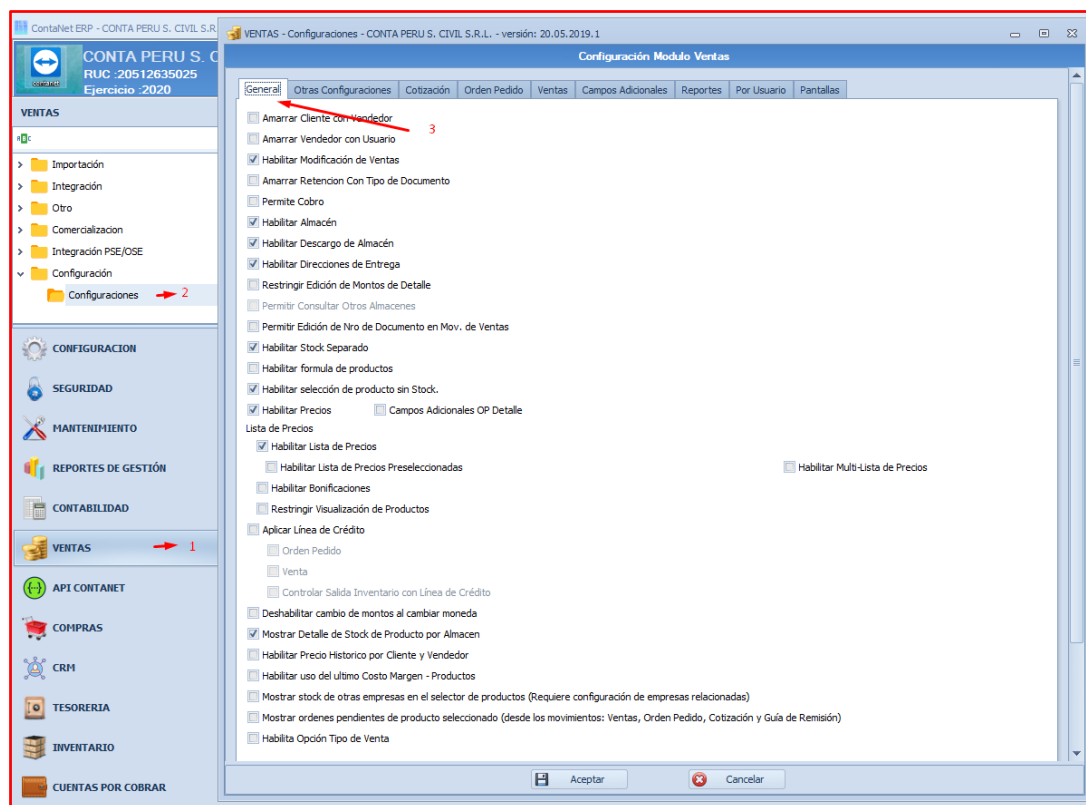 ContaNet ERP - CONTA PERU S. CIVIL S.R.
CONTA PERU S. C
RUC :20512635025
Ejercicio :2020
contanet
VENTAS
Importación
Integración
Otro
Comercializacion
Integración PSE/OSE
Configuración
Configuraciones 2
CONFIGURACION
SEGURIDAD
MANTENIMIENTO
REPORTES DE GESTIÓN
CONTABILIDAD
VENTAS 1
API CONTANET
COMPRAS
CRM
TESORERIA
INVENTARIO
CUENTAS POR COBRAR
VENTAS - Configuraciones - CONTA PERU S. CIVIL S.R.L. - versión: 20.05.2019.1
Configuración Modulo Ventas
General Otras Configuraciones Cotización Orden Pedido Ventas Campos Adicionales Reportes Por Usuario Pantallas
Amarrar Cliente con Vendedor
3
Amarrar Vendedor con Usuario
Habilitar Modificación de Ventas
Amarrar Retencion Con Tipo de Documento
Permite Cobro
Habilitar Almacén
Habilitar Descargo de Almacén
Habilitar Direcciones de Entrega
Restringir Edición de Montos de Detalle
Permitir Consultar Otros Almacenes
Permitir Edición de Nro de Documento en Mov. de Ventas
Habilitar Stock Separado
Habilitar formula de productos
Habilitar selección de producto sin Stock.
Habilitar Precios Campos Adicionales OP Detalle
Lista de Precios
Habilitar Lista de Precios
Habilitar Lista de Precios Preseleccionadas Habilitar Multi-Lista de Precios
Habilitar Bonificaciones
Restringir Visualización de Productos
Aplicar Línea de Crédito
Orden Pedido
Venta
Controlar Salida Inventario con Línea de Crédito
Deshabilitar cambio de montos al cambiar moneda
Mostrar Detalle de Stock de Producto por Almacen
Habilitar Precio Historico por Cliente y Vendedor
Habilitar uso del ultimo Costo Margen - Productos
Mostrar stock de otras empresas en el selector de productos (Requiere configuración de empresas relacionadas)
Mostrar ordenes pendientes de producto seleccionado (desde los movimientos: Ventas, Orden Pedido, Cotización y Guía de Remisión)
Habilita Opción Tipo de Venta
Aceptar Cancelar